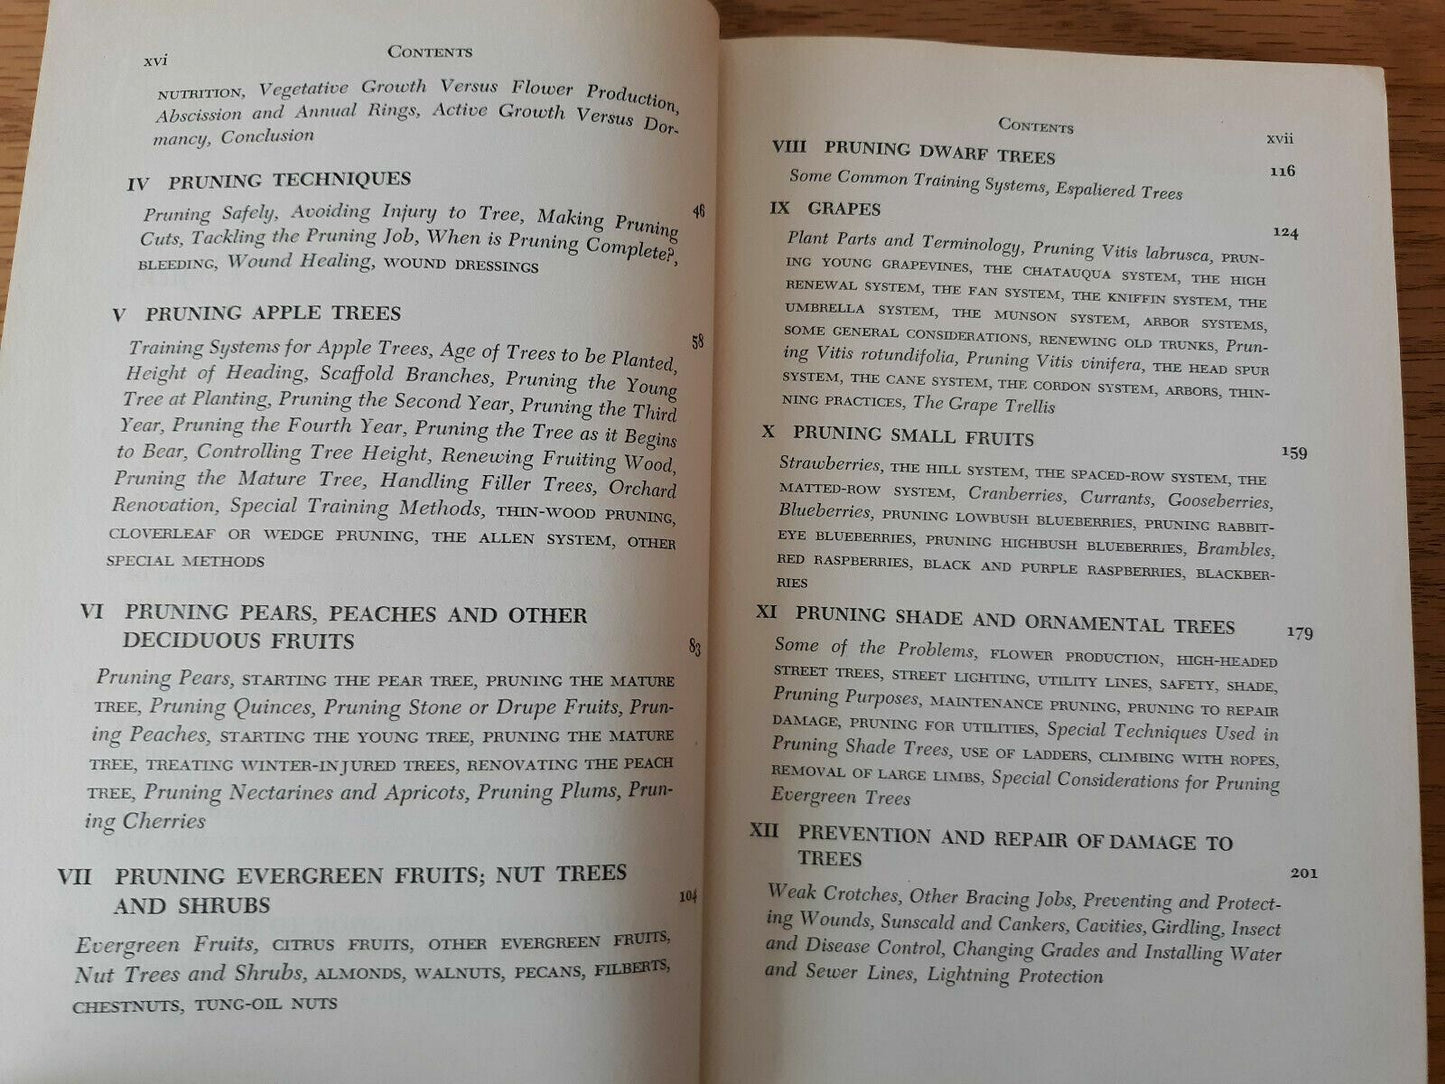 xvi
CONTENTS
NUTRITION, Vegetative Growth Versus Flower Production,
Abscission and Annual Rings, Active Growth Versus Dor-
mancy, Conclusion
IV PRUNING TECHNIQUES 46
Pruning Safely, Avoiding Injury to Tree, Making Pruning
Cuts, Tackling the Pruning Job, When is Pruning Complete?,
BLEEDING, Wound Healing, WOUND DRESSINGS
V PRUNING APPLE TREES 58
Training Systems for Apple Trees, Age of Trees to be Planted,
Height of Heading, Scaffold Branches, Pruning the Young
Tree at Planting, Pruning the Second Year, Pruning the Third
Year, Pruning the Fourth Year, Pruning the Tree as it Begins
to Bear, Controlling Tree Height, Renewing Fruiting Wood,
Pruning the Mature Tree, Handling Filler Trees, Orchard
Renovation, Special Training Methods, THIN-WOOD PRUNING,
CLOVERLEAF OR WEDGE PRUNING, THE ALLEN SYSTEM, OTHER
SPECIAL METHODS
VI PRUNING PEARS, PEACHES AND OTHER
DECIDUOUS FRUITS 83
Pruning Pears, STARTING THE PEAR TREE, PRUNING THE MATURE
TREE, Pruning Quinces, Pruning Stone or Drupe Fruits, Prun-
ing Peaches, STARTING THE YOUNG TREE, PRUNING THE MATURE
TREE, TREATING WINTER-INJURED TREES, RENOVATING THE PEACH
TREE, Pruning Nectarines and Apricots, Pruning Plums, Prun-
ing Cherries
VII PRUNING EVERGREEN FRUITS; NUT TREES
AND SHRUBS 104
Evergreen Fruits, CITRUS FRUITS, OTHER EVERGREEN FRUITS,
Nut Trees and Shrubs, ALMONDS, WALNUTS, PECANS, FILBERTS,
CHESTNUTS, TUNG-OIL NUTS
CONTENTS
xvii
VIII PRUNING DWARF TREES 116
Some Common Training Systems, Espaliered Trees
IX GRAPES 124
Plant Parts and Terminology, Pruning Vitis labrusca, PRUN-
ING YOUNG GRAPEVINES, THE CHATAUQUA SYSTEM, THE HIGH
RENEWAL SYSTEM, THE FAN SYSTEM, THE KNIFFIN SYSTEM, THE
UMBRELLA SYSTEM, THE MUNSON SYSTEM, ARBOR SYSTEMS,
SOME GENERAL CONSIDERATIONS, RENEWING OLD TRUNKS, Prun-
ing Vitis rotundifolia, Pruning Vitis vinifera, THE HEAD SPUR
SYSTEM, THE CANE SYSTEM, THE CORDON SYSTEM, ARBORS, THIN-
NING PRACTICES, The Grape Trellis
X PRUNING SMALL FRUITS 159
Strawberries, THE HILL SYSTEM, THE SPACED-ROW SYSTEM, THE
MATTED-ROW SYSTEM, Cranberries, Currants, Gooseberries,
Blueberries, PRUNING LOWBUSH BLUEBERRIES, PRUNING RABBIT-
EYE BLUEBERRIES, PRUNING HIGHBUSH BLUEBERRIES, Brambles,
RED RASPBERRIES, BLACK AND PURPLE RASPBERRIES, BLACKBER-
RIES
XI PRUNING SHADE AND ORNAMENTAL TREES 179
Some of the Problems, FLOWER PRODUCTION, HIGH-HEADED
STREET TREES, STREET LIGHTING, UTILITY LINES, SAFETY, SHADE,
Pruning Purposes, MAINTENANCE PRUNING, PRUNING TO REPAIR
DAMAGE, PRUNING FOR UTILITIES, Special Techniques Used in
Pruning Shade Trees, USE OF LADDERS, CLIMBING WITH ROPES,
REMOVAL OF LARGE LIMBS, Special Considerations for Pruning
Evergreen Trees
XII PREVENTION AND REPAIR OF DAMAGE TO
TREES 201
Weak Crotches, Other Bracing Jobs, Preventing and Protect-
ing Wounds, Sunscald and Cankers, Cavities, Girdling, Insect
and Disease Control, Changing Grades and Installing Water
and Sewer Lines, Lightning Protection